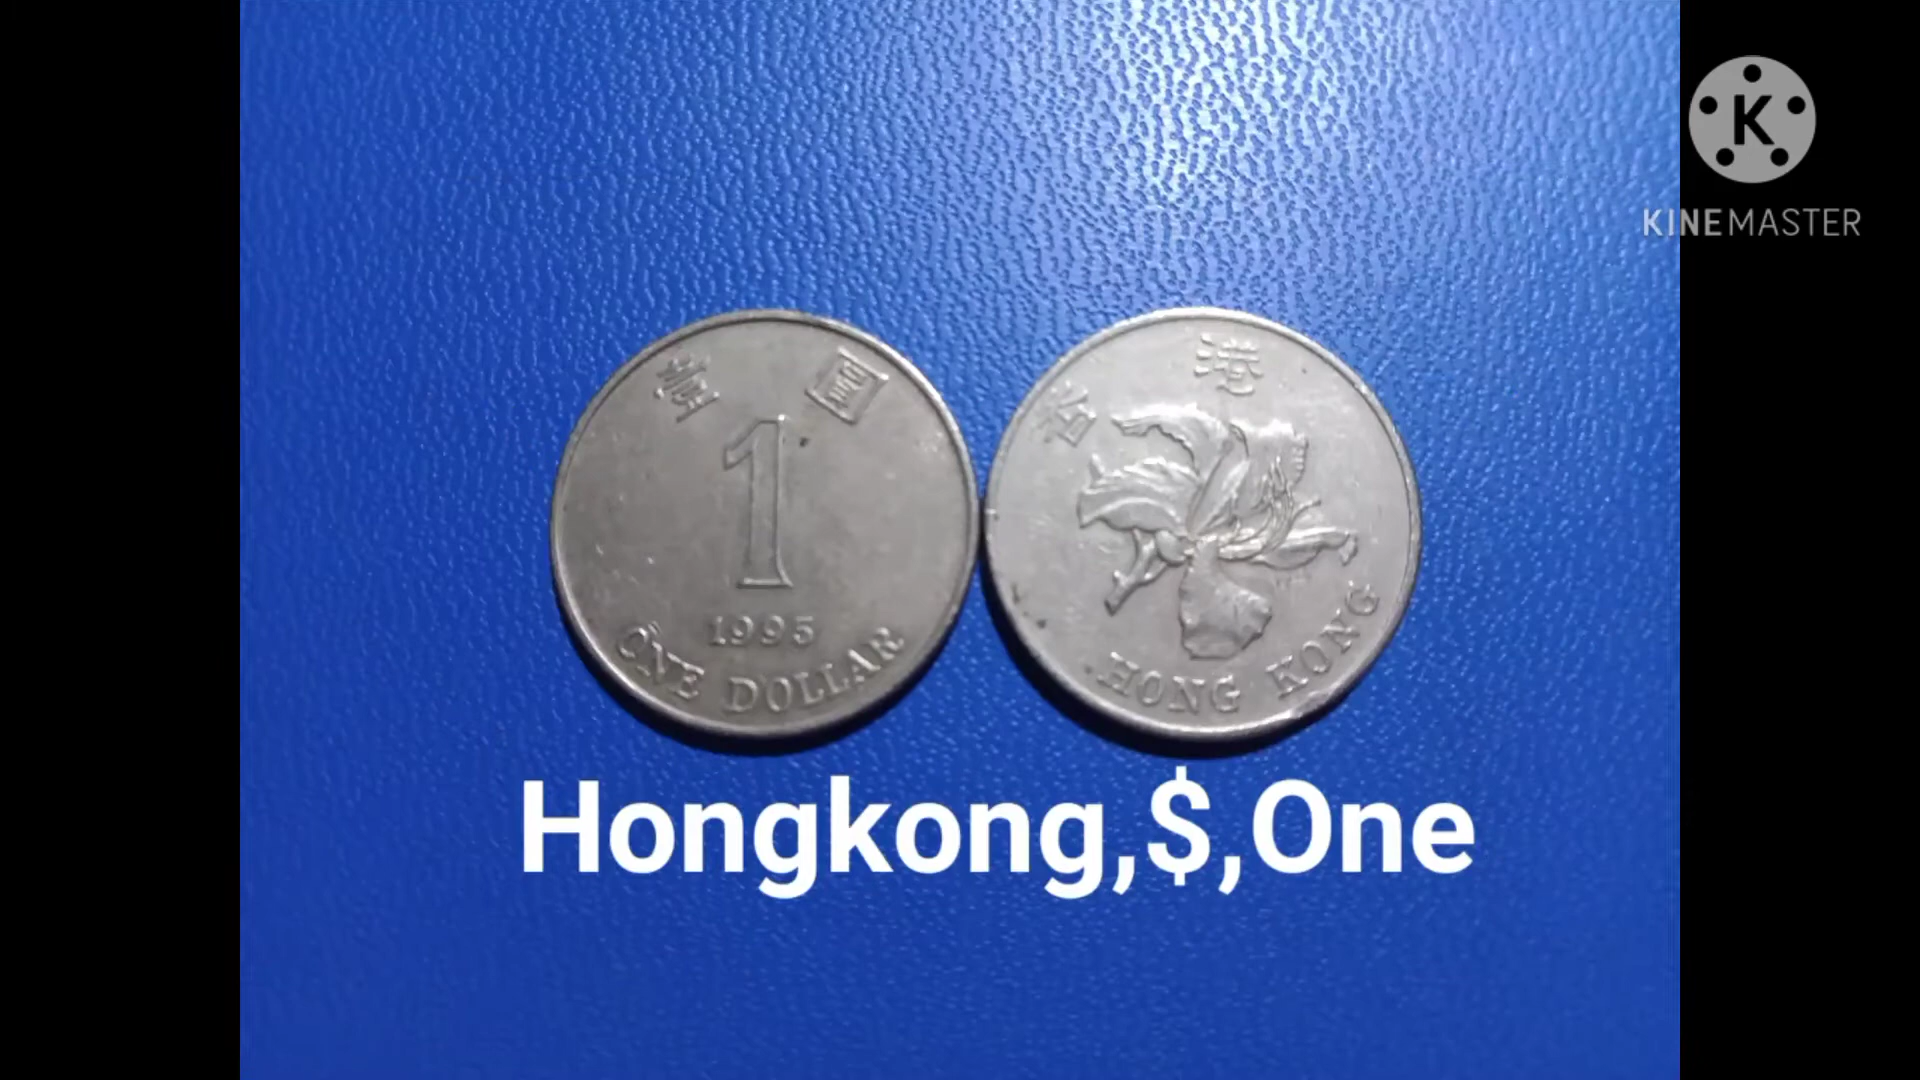 壹 圓
1
1995
ONE DOLLAR
香 港
HONG KONG
Hongkong,$,One
K
KINEMASTER